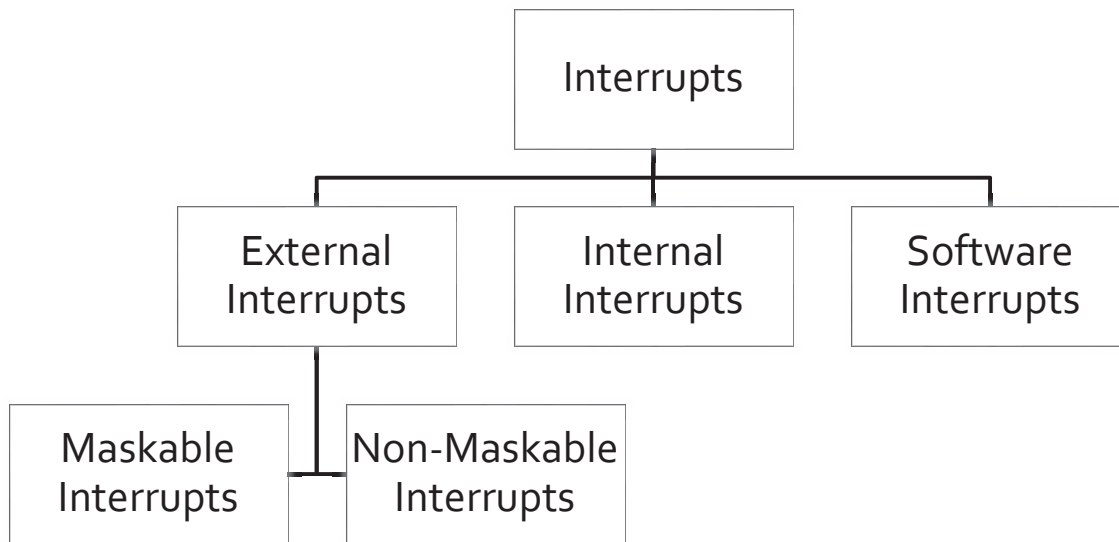 Interrupts
External
Interrupts
Internal
Interrupts
Software
Interrupts
Maskable
Interrupts
Non-Maskable
Interrupts